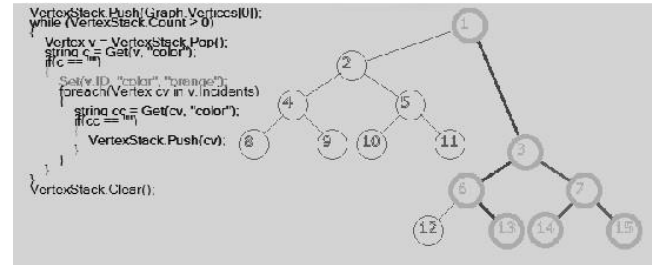 VertexStack.Push(Graph.Vertices[0]);
while (VertexStack.Count > 0)
{
Vertex v = VertexStack.Pop();
string c = Get(v, "color");
if(c == "")
{
Set(v.ID, "color", "orange");
foreach(Vertex cv in v.Incidents)
{
string cc = Get(cv, "color");
if(cc == "")
{
VertexStack.Push(cv);
}
}
}
}
VertexStack.Clear();
1
2
3
4
5
6
7
8
9
10
11
12
13
14
15